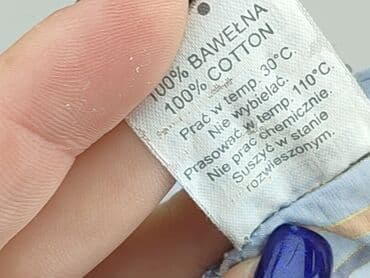 100% BAWEŁNA
100% COTTON
Prać w temp. 30°C.
Nie wybielać.
Prasować w temp. 110°C.
Nie prać chemicznie.
Suszyć w stanie
rozwieszonym.